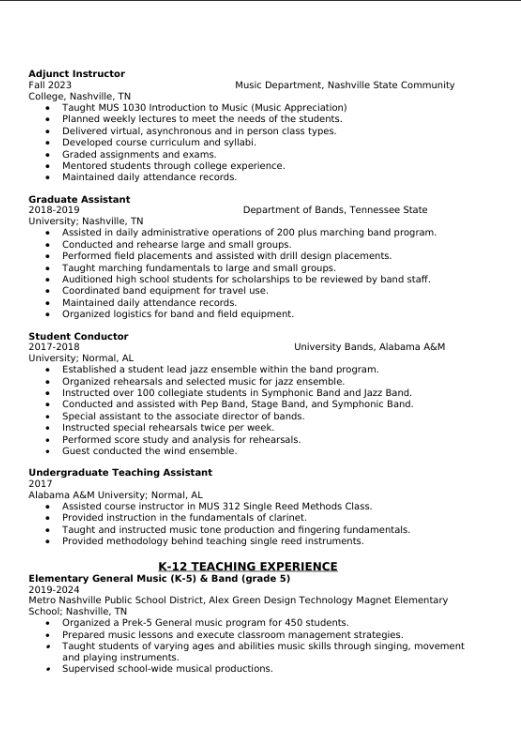 Adjunct Instructor
Fall 2023 Music Department, Nashville State Community
College, Nashville, TN
• Taught MUS 1030 Introduction to Music (Music Appreciation)
• Planned weekly lectures to meet the needs of the students.
• Delivered virtual, asynchronous and in person class types.
• Developed course curriculum and syllabi.
• Graded assignments and exams.
• Mentored students through college experience.
• Maintained daily attendance records.
Graduate Assistant
2018-2019 Department of Bands, Tennessee State
University; Nashville, TN
• Assisted in daily administrative operations of 200 plus marching band program.
• Conducted and rehearse large and small groups.
• Performed field placements and assisted with drill design placements.
• Taught marching fundamentals to large and small groups.
• Auditioned high school students for scholarships to be reviewed by band staff.
• Coordinated band equipment for travel use.
• Maintained daily attendance records.
• Organized logistics for band and field equipment.
Student Conductor
2017-2018 University Bands, Alabama A&M
University; Normal, AL
• Established a student lead jazz ensemble within the band program.
• Organized rehearsals and selected music for jazz ensemble.
• Instructed over 100 collegiate students in Symphonic Band and Jazz Band.
• Conducted and assisted with Pep Band, Stage Band, and Symphonic Band.
• Special assistant to the associate director of bands.
• Instructed special rehearsals twice per week.
• Performed score study and analysis for rehearsals.
• Guest conducted the wind ensemble.
Undergraduate Teaching Assistant
2017
Alabama A&M University; Normal, AL
• Assisted course instructor in MUS 312 Single Reed Methods Class.
• Provided instruction in the fundamentals of clarinet.
• Taught and instructed music tone production and fingering fundamentals.
• Provided methodology behind teaching single reed instruments.
K-12 TEACHING EXPERIENCE
Elementary General Music (K-5) & Band (grade 5)
2019-2024
Metro Nashville Public School District, Alex Green Design Technology Magnet Elementary
School; Nashville, TN
• Organized a Prek-5 General music program for 450 students.
• Prepared music lessons and execute classroom management strategies.
• Taught students of varying ages and abilities music skills through singing, movement
and playing instruments.
• Supervised school-wide musical productions.